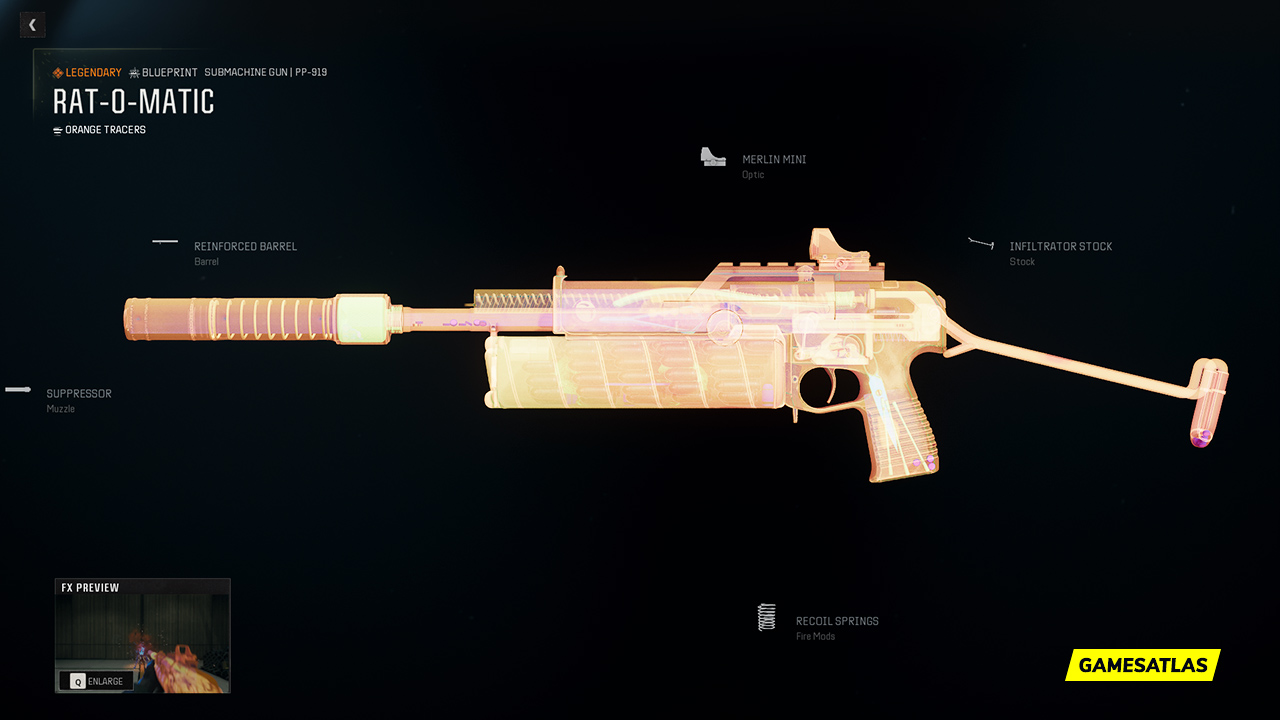 LEGENDARY BLUEPRINT SUBMACHINE GUN | PP-919
RAT-O-MATIC
ORANGE TRACERS
MERLIN MINI
Optic
REINFORCED BARREL
Barrel
INFILTRATOR STOCK
Stock
SUPPRESSOR
Muzzle
FX PREVIEW
Q ENLARGE
RECOIL SPRINGS
Fire Mods
GAMESATLAS